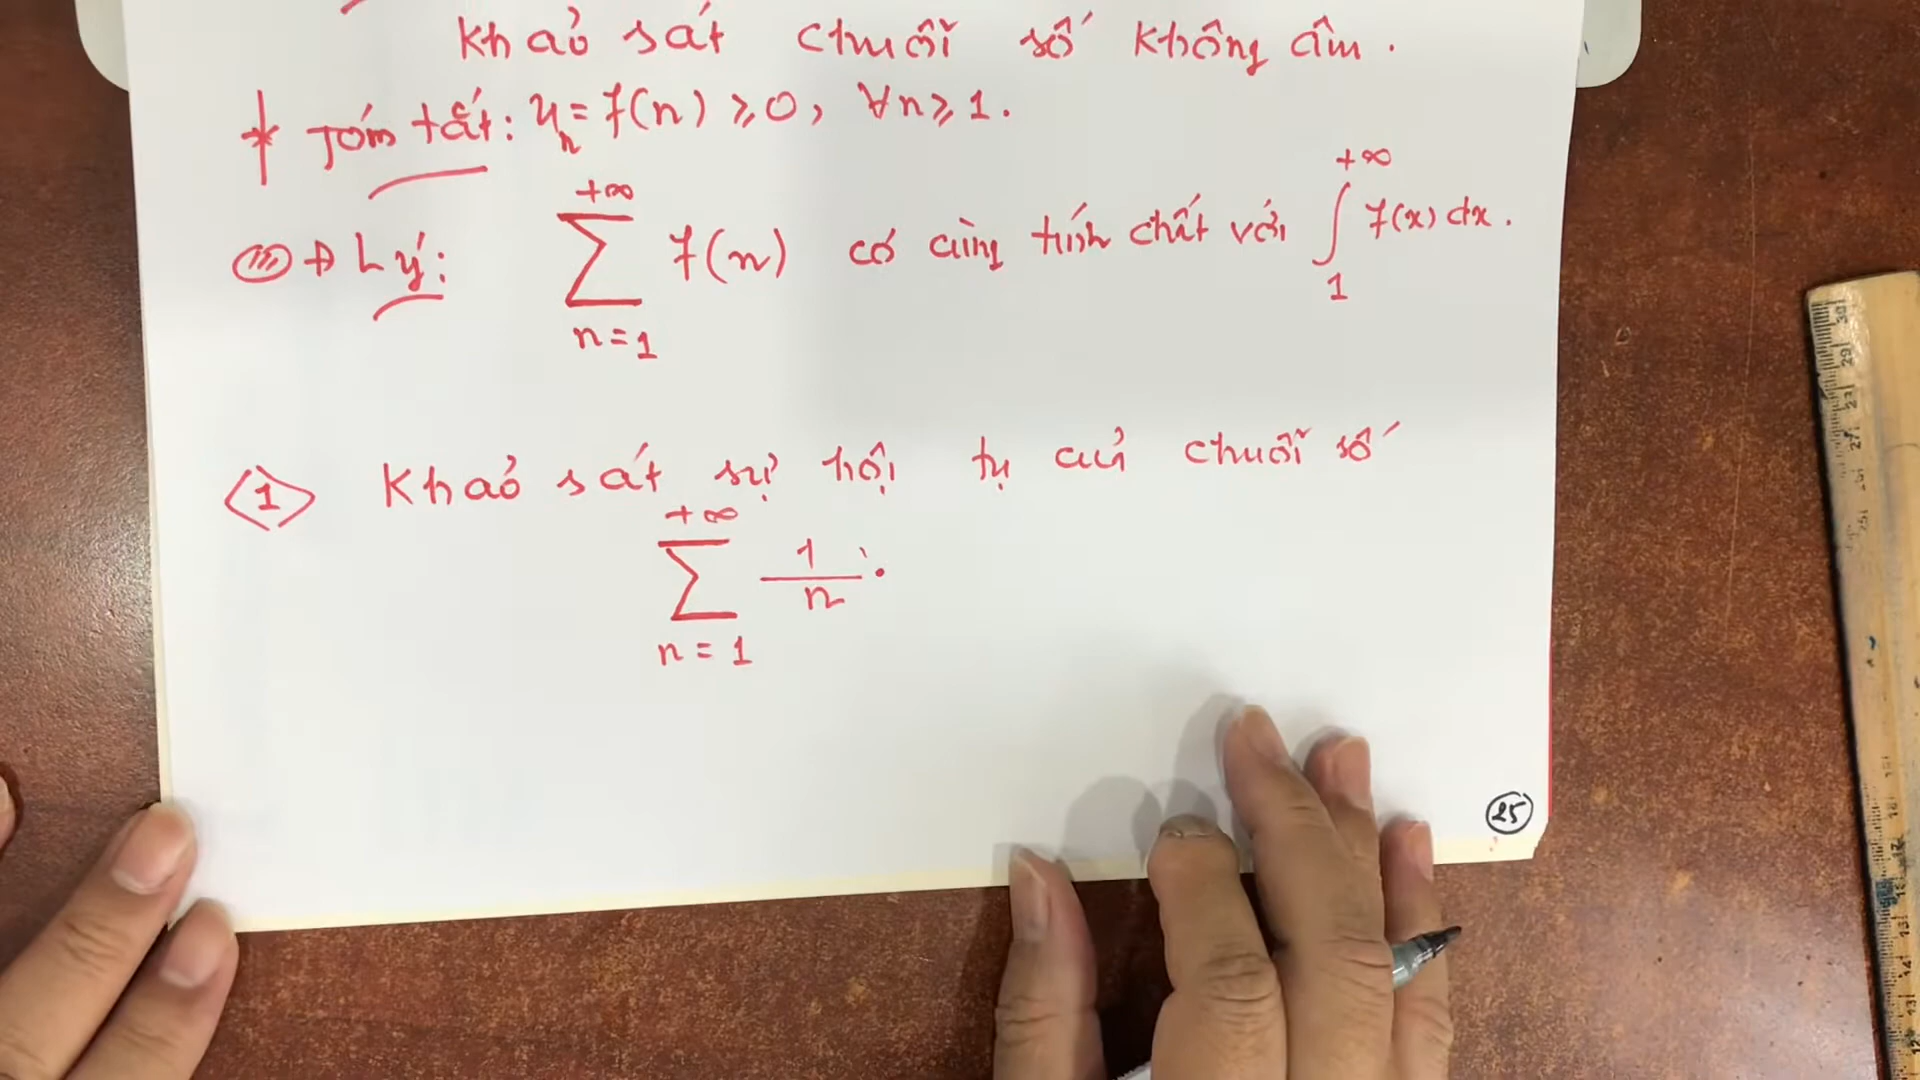 Khảo sát chuỗi số không âm.
* Tóm tắt: uₙ = f(n) ≥ 0, ∀n ≥ 1.
+∞
→ Lý: ∑ f(n) có cùng tính chất với ∫ f(x) dx.
n = 1
+∞
1
1 Khảo sát sự hội tụ của chuỗi số
+∞
∑ 1/n.
n = 1
25